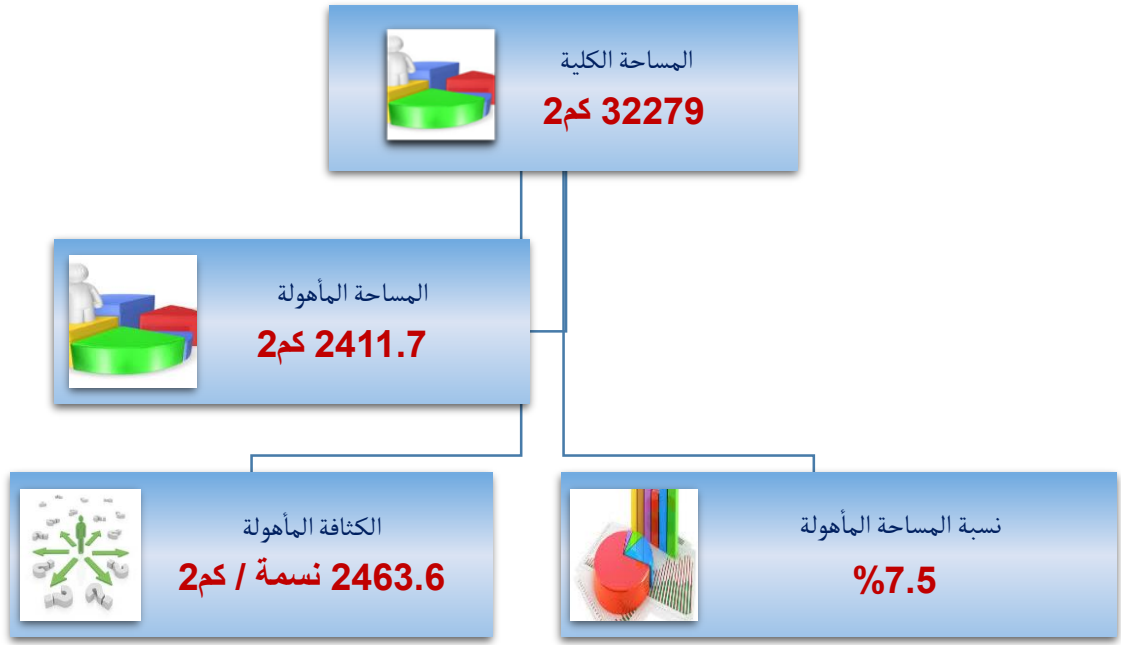 المساحة الكلية
32279 كم2
المساحة المأهولة
2411.7 كم2
نسبة المساحة المأهولة
%7.5
الكثافة المأهولة
2463.6 نسمة / كم2